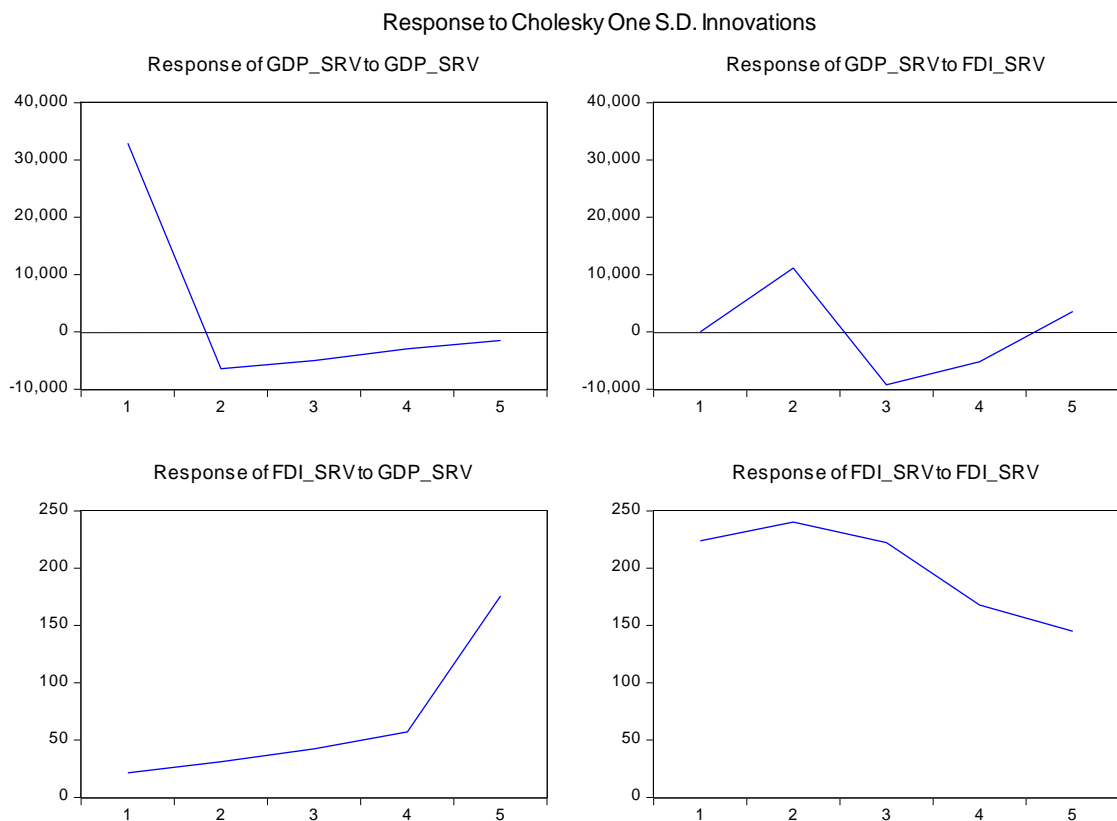 Response to Cholesky One S.D. Innovations
Response of GDP_SRV to GDP_SRV
40,000
30,000
20,000
10,000
0
-10,000
1 2 3 4 5
Response of GDP_SRV to FDI_SRV
40,000
30,000
20,000
10,000
0
-10,000
1 2 3 4 5
Response of FDI_SRV to GDP_SRV
250
200
150
100
50
0
1 2 3 4 5
Response of FDI_SRV to FDI_SRV
250
200
150
100
50
0
1 2 3 4 5